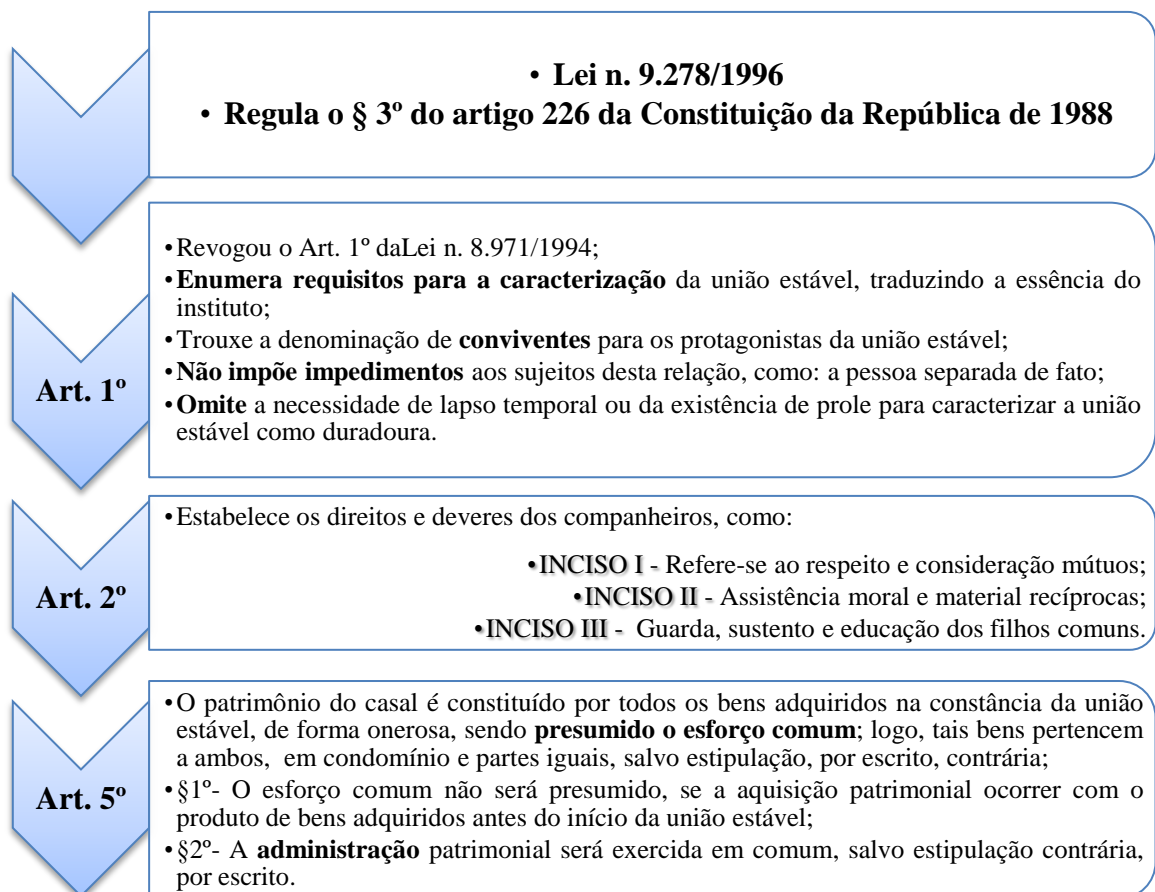 • Lei n. 9.278/1996
• Regula o § 3º do artigo 226 da Constituição da República de 1988
Art. 1º
•Revogou o Art. 1º daLei n. 8.971/1994;
•Enumera requisitos para a caracterização da união estável, traduzindo a essência do
instituto;
•Trouxe a denominação de conviventes para os protagonistas da união estável;
•Não impõe impedimentos aos sujeitos desta relação, como: a pessoa separada de fato;
•Omite a necessidade de lapso temporal ou da existência de prole para caracterizar a união
estável como duradoura.
Art. 2º
•Estabelece os direitos e deveres dos companheiros, como:
•INCISO I - Refere-se ao respeito e consideração mútuos;
•INCISO II - Assistência moral e material recíprocas;
•INCISO III - Guarda, sustento e educação dos filhos comuns.
Art. 5º
•O patrimônio do casal é constituído por todos os bens adquiridos na constância da união
estável, de forma onerosa, sendo presumido o esforço comum; logo, tais bens pertencem
a ambos, em condomínio e partes iguais, salvo estipulação, por escrito, contrária;
•§1º- O esforço comum não será presumido, se a aquisição patrimonial ocorrer com o
produto de bens adquiridos antes do início da união estável;
•§2º- A administração patrimonial será exercida em comum, salvo estipulação contrária,
por escrito.